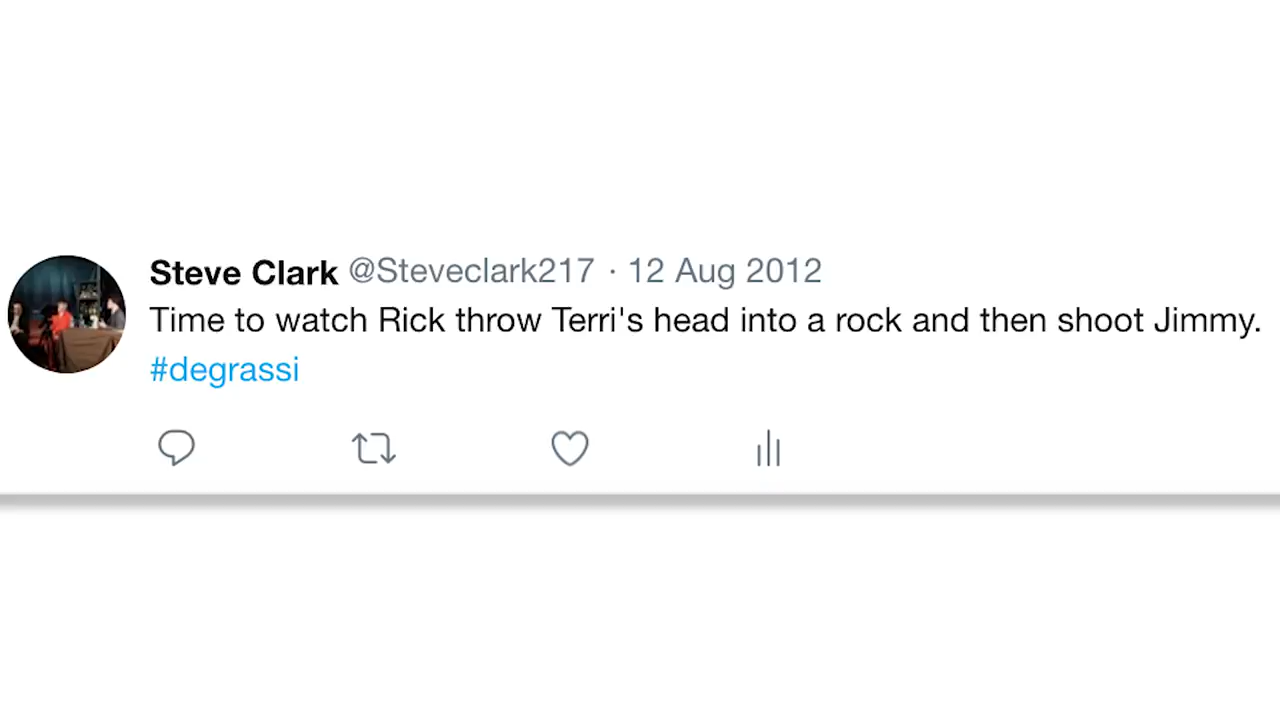 Steve Clark @Steveclark217 · 12 Aug 2012
Time to watch Rick throw Terri's head into a rock and then shoot Jimmy.
#degrassi